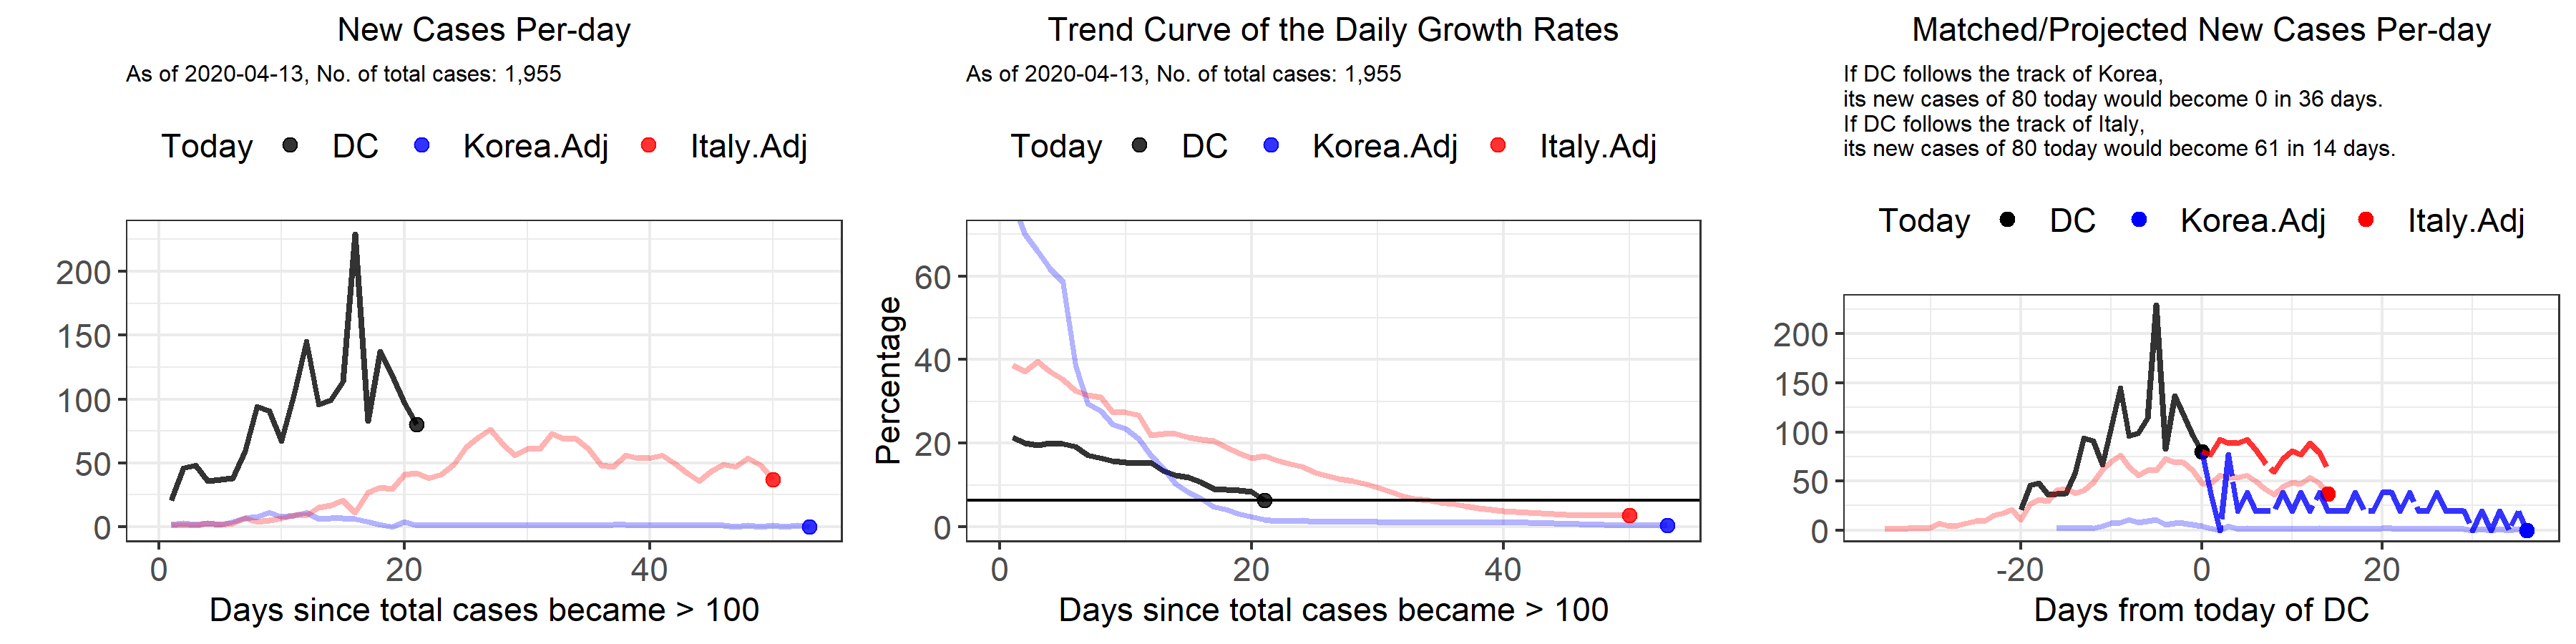 New Cases Per-day
As of 2020-04-13, No. of total cases: 1,955
Today DC Korea.Adj Italy.Adj
200
150
100
50
0
0 20 40
Days since total cases became > 100
Trend Curve of the Daily Growth Rates
As of 2020-04-13, No. of total cases: 1,955
Today DC Korea.Adj Italy.Adj
Percentage
60
40
20
0
0 20 40
Days since total cases became > 100
Matched/Projected New Cases Per-day
If DC follows the track of Korea,
its new cases of 80 today would become 0 in 36 days.
If DC follows the track of Italy,
its new cases of 80 today would become 61 in 14 days.
Today DC Korea.Adj Italy.Adj
200
150
100
50
0
-20 0 20
Days from today of DC